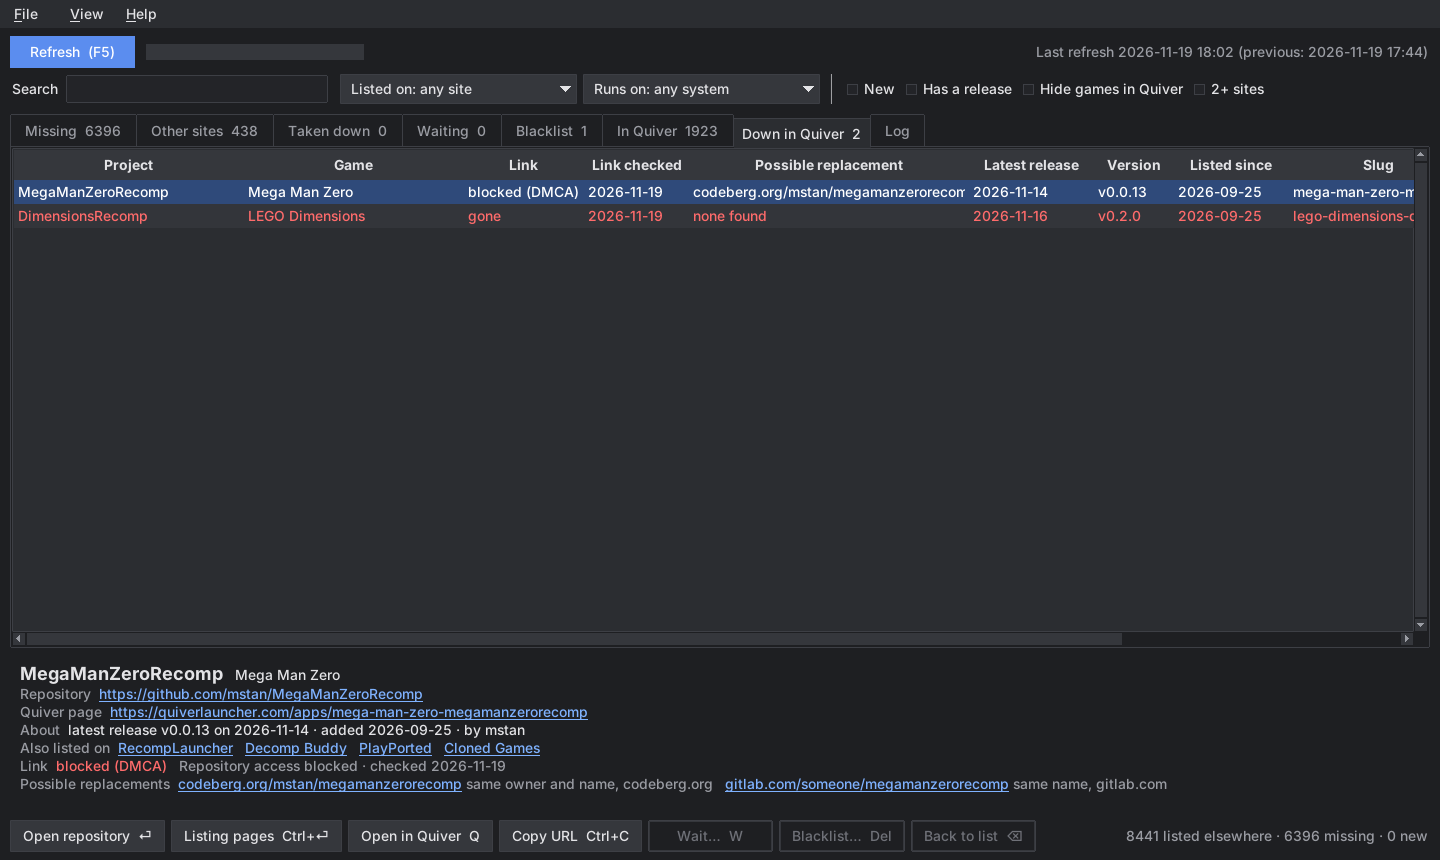 File View Help
Refresh (F5) Last refresh 2026-11-19 18:02 (previous: 2026-11-19 17:44)
Search Listed on: any site Runs on: any system New Has a release Hide games in Quiver 2+ sites
Missing 6396 Other sites 438 Taken down 0 Waiting 0 Blacklist 1 In Quiver 1923 Down in Quiver 2 Log
Project Game Link Link checked Possible replacement Latest release Version Listed since Slug
MegaManZeroRecomp Mega Man Zero blocked (DMCA) 2026-11-19 codeberg.org/mstan/megamanzerorecom 2026-11-14 v0.0.13 2026-09-25 mega-man-zero-m
DimensionsRecomp LEGO Dimensions gone 2026-11-19 none found 2026-11-16 v0.2.0 2026-09-25 lego-dimensions-d
MegaManZeroRecomp Mega Man Zero
Repository https://github.com/mstan/MegaManZeroRecomp
Quiver page https://quiverlauncher.com/apps/mega-man-zero-megamanzerorecomp
About latest release v0.0.13 on 2026-11-14 · added 2026-09-25 · by mstan
Also listed on RecompLauncher Decomp Buddy PlayPorted Cloned Games
Link blocked (DMCA) Repository access blocked · checked 2026-11-19
Possible replacements codeberg.org/mstan/megamanzerorecomp same owner and name, codeberg.org gitlab.com/someone/megamanzerorecomp same name, gitlab.com
Open repository ⏎ Listing pages Ctrl+⏎ Open in Quiver Q Copy URL Ctrl+C Wait... W Blacklist... Del Back to list ⌫ 8441 listed elsewhere · 6396 missing · 0 new